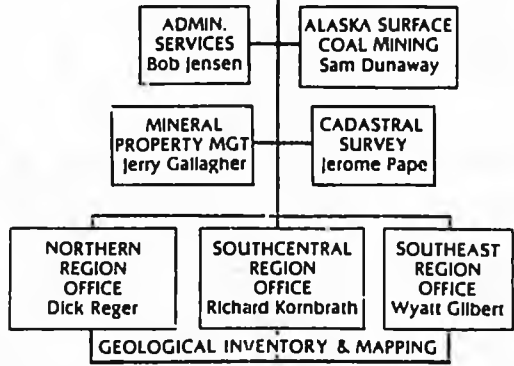 ADMIN.
SERVICES
Bob Jensen
ALASKA SURFACE
COAL MINING
Sam Dunaway
MINERAL
PROPERTY MGT
Jerry Gallagher
CADASTRAL
SURVEY
Jerome Pape
NORTHERN
REGION
OFFICE
Dick Reger
SOUTHCENTRAL
REGION
OFFICE
Richard Kornbrath
SOUTHEAST
REGION
OFFICE
Wyatt Gilbert
GEOLOGICAL INVENTORY & MAPPING